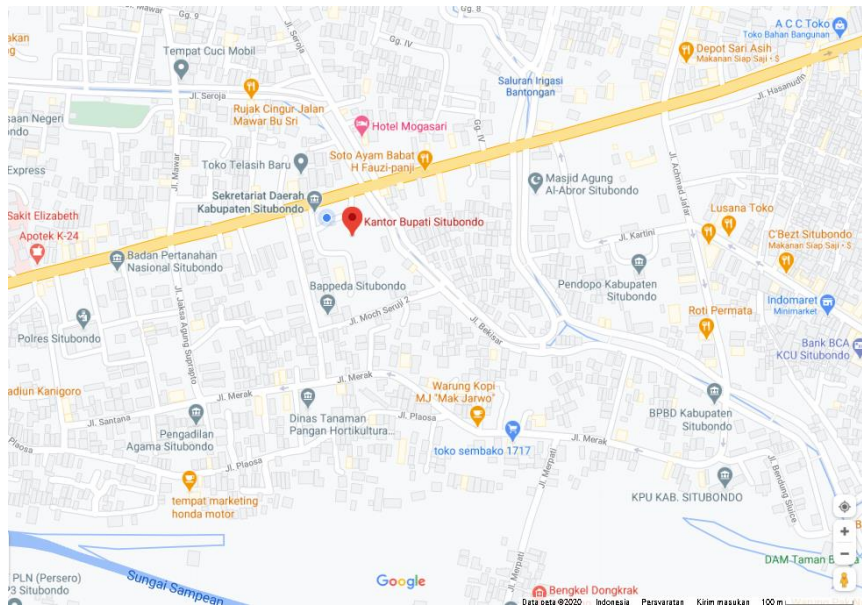 Gg. 9
Jl. Seroja
Gg. 8
A C C Toko
Toko Bahan Bangunan
Tempat Cuci Mobil
Gg. IV
Depot Sari Asih
Makanan Siap Saji • $
Saluran Irigasi
Bantongan
Jl. Hasanudin
Jl. Seroja
Rujak Cingur Jalan
Mawar Bu Sri
Hotel Mogasari
Gg. IV
Jl. Mawar
Toko Telasih Baru
Soto Ayam Babat
H Fauzi-panji
Masjid Agung
Al-Abror Situbondo
Jl. Achmad Jafar
Express
Sekretariat Daerah
Kabupaten Situbondo
Kantor Bupati Situbondo
Lusana Toko
Sakit Elizabeth
Apotek K-24
Jl. Kartini
C'Bezt Situbondo
Makanan Siap Saji • $
Badan Pertanahan
Nasional Situbondo
Bappeda Situbondo
Pendopo Kabupaten
Situbondo
Indomaret
Minimarket
Jl. Jaksa Agung Suprapto
Jl. Moch Seruji 2
Jl. Bekisar
Roti Permata
Polres Situbondo
Bank BCA
KCU Situbondo
Jl. Merak
Jl. Merak
adiun Kanigoro
Warung Kopi
MJ "Mak Jarwo"
Jl. Santana
Pengadilan
Agama Situbondo
Dinas Tanaman
Pangan Hortikultura...
Jl. Plaosa
BPBD Kabupaten
Situbondo
toko sembako 1717
Jl. Merak
Jl. Plaosa
Jl. Merpati
KPU KAB. SITUBONDO
Jl. Bendung Sluice
tempat marketing
honda motor
DAM Taman
Sungai Sampean
PLN (Persero)
P3 Situbondo
Google
Bengkel Dongkrak
Data peta ©2020 Indonesia Persyaratan Kirim masukan 100 m